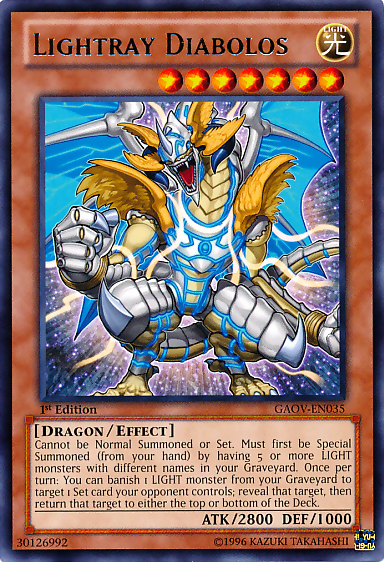 LIGHTRAY DIABOLOS
LIGHT
光
1st Edition
GAOV-EN035
[DRAGON / EFFECT]
Cannot be Normal Summoned or Set. Must first be Special
Summoned (from your hand) by having 5 or more LIGHT
monsters with different names in your Graveyard. Once per
turn: You can banish 1 LIGHT monster from your Graveyard to
target 1 Set card your opponent controls; reveal that target, then
return that target to either the top or bottom of the Deck.
ATK/2800 DEF/1000
30126992
©1996 KAZUKI TAKAHASHI